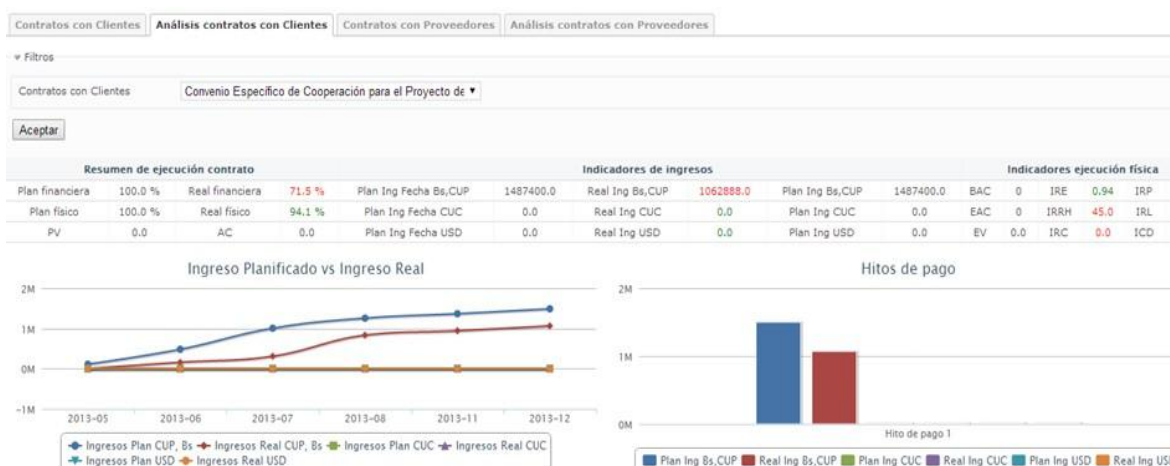 Contratos con Clientes Análisis contratos con Clientes Contratos con Proveedores Análisis contratos con Proveedores
Filtros
Contratos con Clientes Convenio Específico de Cooperación para el Proyecto de
Aceptar
Resumen de ejecución contrato Indicadores de ingresos Indicadores ejecución física
Plan financiera 100.0 % Real financiera 71.5 % Plan Ing Fecha Bs,CUP 1487400.0 Real Ing Bs,CUP 1062888.0 Plan Ing Bs,CUP 1487400.0 BAC 0 IRE 0.94 IRP
Plan físico 100.0 % Real físico 94.1 % Plan Ing Fecha CUC 0.0 Real Ing CUC 0.0 Plan Ing CUC 0.0 EAC 0 IRRH 45.0 IRL
PV 0.0 AC 0.0 Plan Ing Fecha USD 0.0 Real Ing USD 0.0 Plan Ing USD 0.0 EV 0.0 IRC 0.0 ICD
Ingreso Planificado vs Ingreso Real
2M
1M
0M
-1M
2013-05 2013-06 2013-07 2013-08 2013-11 2013-12
Ingresos Plan CUP, Bs Ingresos Real CUP, Bs Ingresos Plan CUC Ingresos Real CUC
Ingresos Plan USD Ingresos Real USD
Hitos de pago
2M
1M
0M
Hito de pago 1
Plan Ing Bs,CUP Real Ing Bs,CUP Plan Ing CUC Real Ing CUC Plan Ing USD Real Ing US